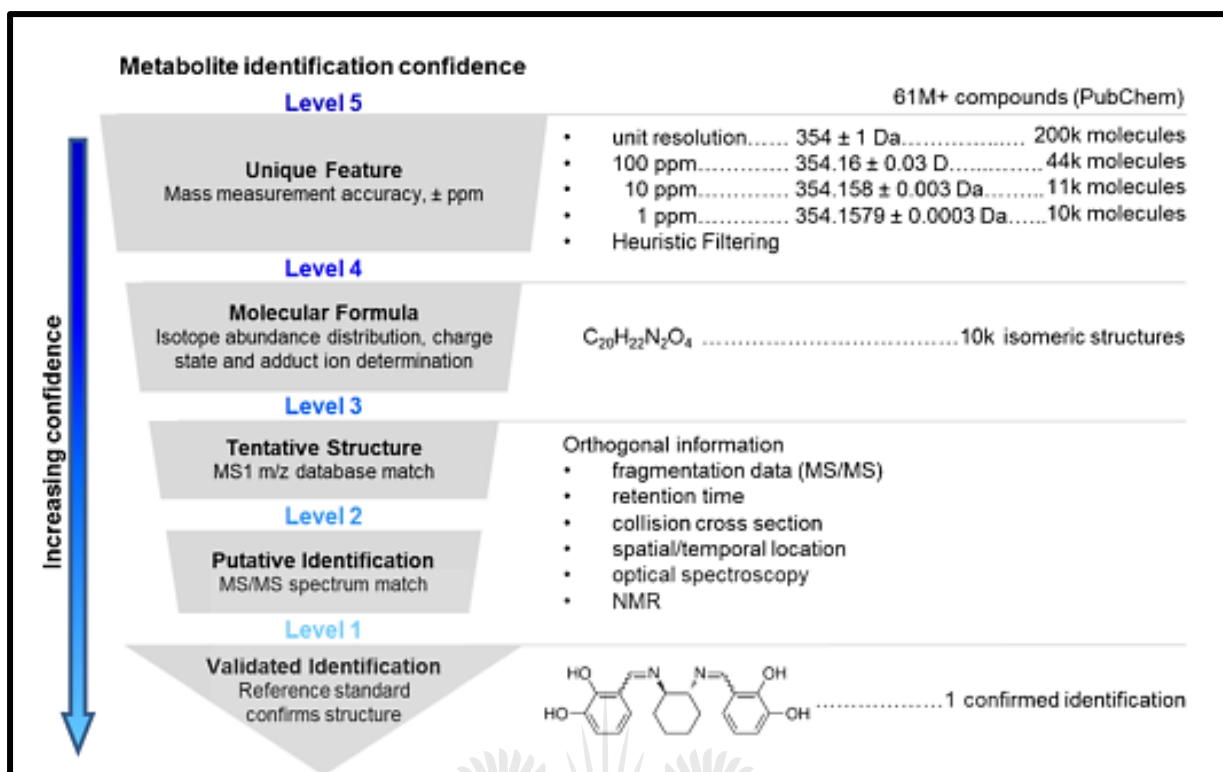 Metabolite identification confidence
Level 5
61M+ compounds (PubChem)
Unique Feature
Mass measurement accuracy, ± ppm
• unit resolution...... 354 ± 1 Da................. 200k molecules
• 100 ppm............. 354.16 ± 0.03 D............ 44k molecules
• 10 ppm............. 354.158 ± 0.003 Da......... 11k molecules
• 1 ppm............. 354.1579 ± 0.0003 Da...... 10k molecules
• Heuristic Filtering
Level 4
Molecular Formula
Isotope abundance distribution, charge
state and adduct ion determination
C₂₀H₂₂N₂O₄ ........................................ 10k isomeric structures
Level 3
Tentative Structure
MS1 m/z database match
Orthogonal information
• fragmentation data (MS/MS)
• retention time
• collision cross section
• spatial/temporal location
• optical spectroscopy
• NMR
Level 2
Putative Identification
MS/MS spectrum match
Level 1
Validated Identification
Reference standard
confirms structure
HO HO N N OH OH
.....................1 confirmed identification
Increasing confidence